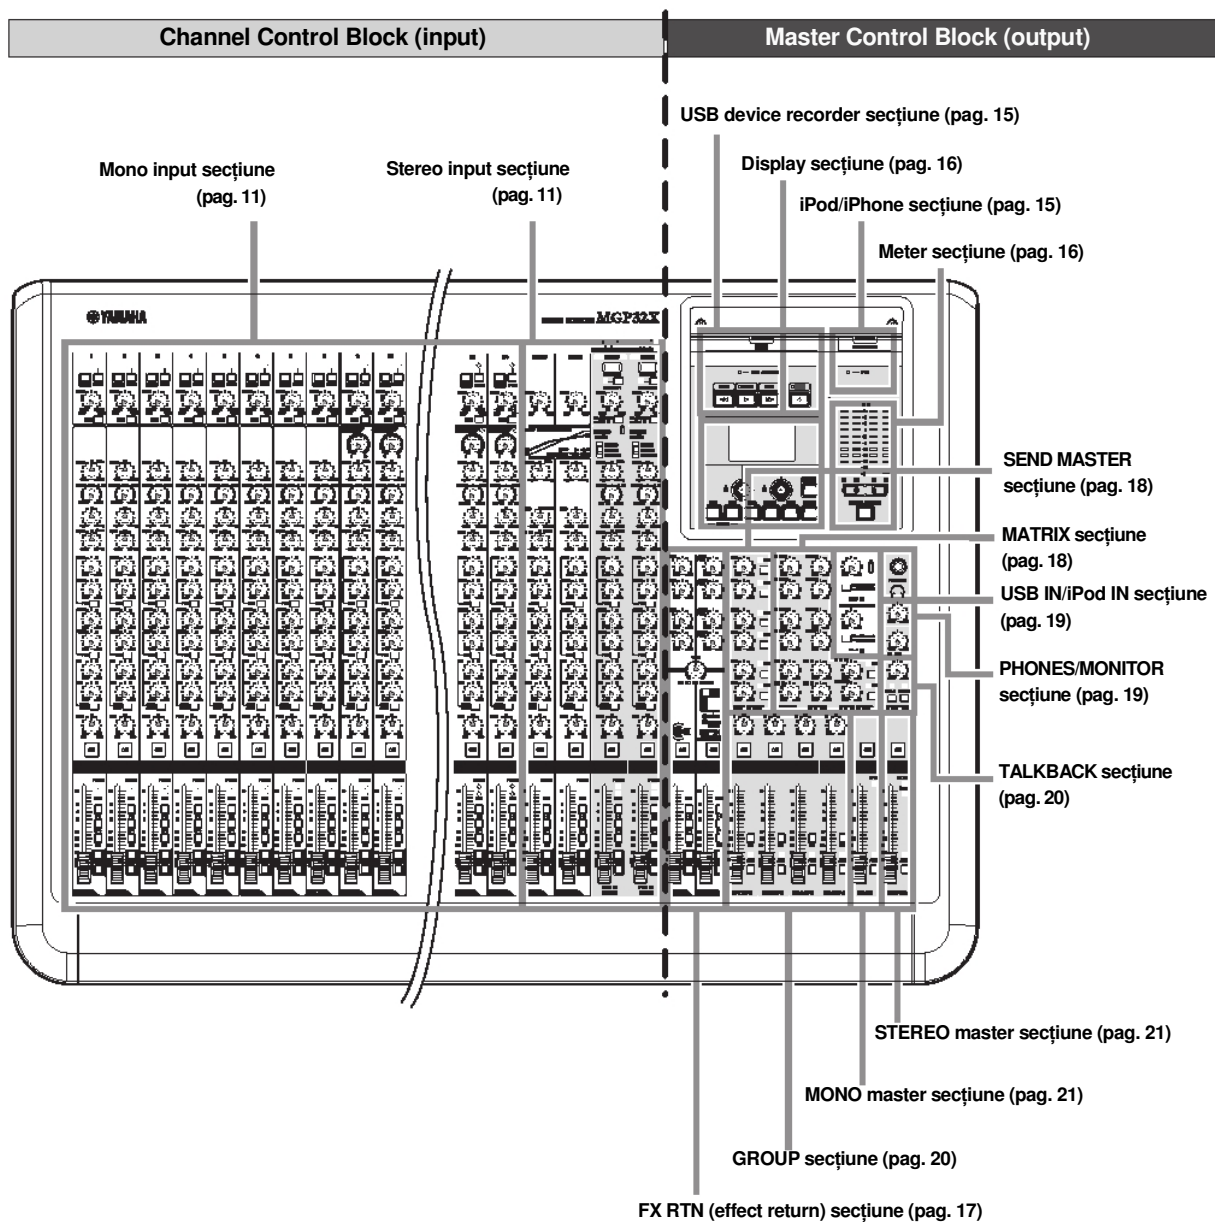 Channel Control Block (input)
Master Control Block (output)
USB device recorder secțiune (pag. 15)
Mono input secțiune
(pag. 11)
Stereo input secțiune
(pag. 11)
Display secțiune (pag. 16)
iPod/iPhone secțiune (pag. 15)
Meter secțiune (pag. 16)
YAMAHA
MGP32X
SEND MASTER
secțiune (pag. 18)
MATRIX secțiune
(pag. 18)
USB IN/iPod IN secțiune
(pag. 19)
PHONES/MONITOR
secțiune (pag. 19)
TALKBACK secțiune
(pag. 20)
STEREO master secțiune (pag. 21)
MONO master secțiune (pag. 21)
GROUP secțiune (pag. 20)
FX RTN (effect return) secțiune (pag. 17)